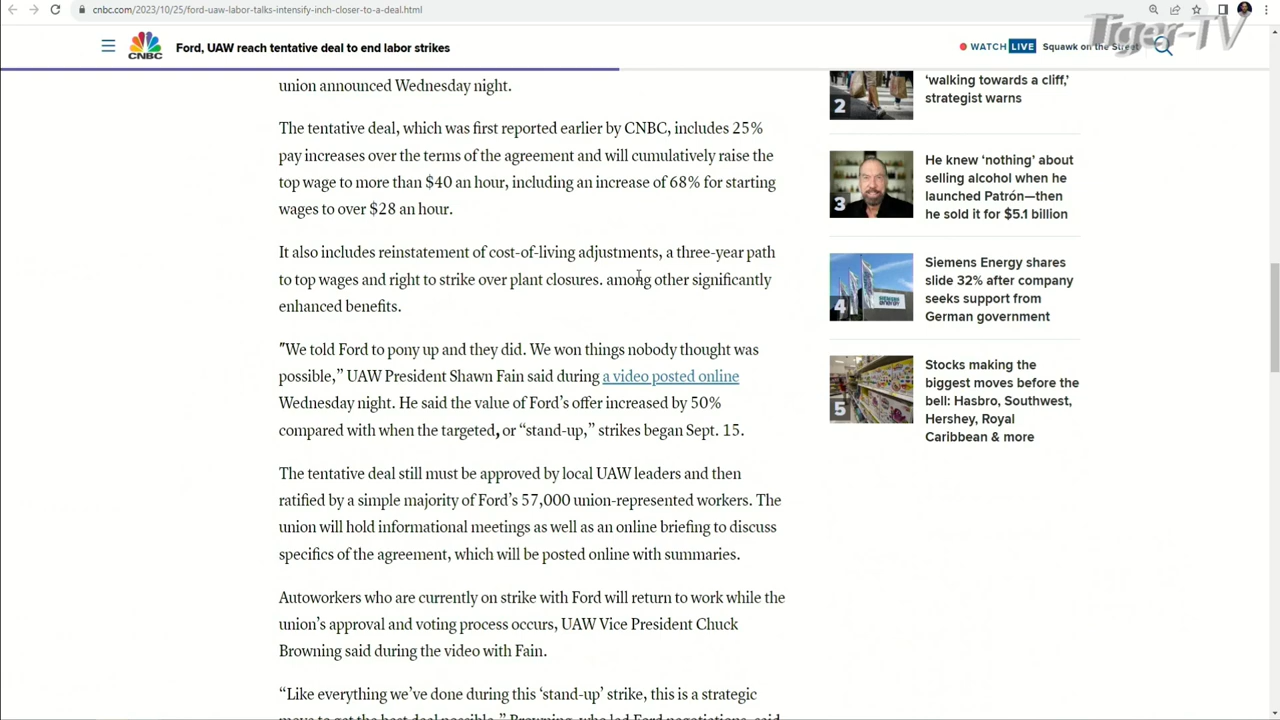 cnbc.com/2023/10/25/ford-uaw-labor-talks-intensify-inch-closer-to-a-deal.html
Tiger-TV
CNBC
Ford, UAW reach tentative deal to end labor strikes
WATCH LIVE Squawk on the Street
union announced Wednesday night.
The tentative deal, which was first reported earlier by CNBC, includes 25%
pay increases over the terms of the agreement and will cumulatively raise the
top wage to more than $40 an hour, including an increase of 68% for starting
wages to over $28 an hour.
It also includes reinstatement of cost-of-living adjustments, a three-year path
to top wages and right to strike over plant closures. among other significantly
enhanced benefits.
"We told Ford to pony up and they did. We won things nobody thought was
possible,” UAW President Shawn Fain said during a video posted online
Wednesday night. He said the value of Ford’s offer increased by 50%
compared with when the targeted, or “stand-up,” strikes began Sept. 15.
The tentative deal still must be approved by local UAW leaders and then
ratified by a simple majority of Ford’s 57,000 union-represented workers. The
union will hold informational meetings as well as an online briefing to discuss
specifics of the agreement, which will be posted online with summaries.
Autoworkers who are currently on strike with Ford will return to work while the
union’s approval and voting process occurs, UAW Vice President Chuck
Browning said during the video with Fain.
“Like everything we’ve done during this ‘stand-up’ strike, this is a strategic
move to get the best deal possible,” Browning, who led Ford negotiations, said
2
‘walking towards a cliff,’
strategist warns
3
He knew ‘nothing’ about
selling alcohol when he
launched Patrón—then
he sold it for $5.1 billion
4
Siemens Energy shares
slide 32% after company
seeks support from
German government
5
Stocks making the
biggest moves before the
bell: Hasbro, Southwest,
Hershey, Royal
Caribbean & more